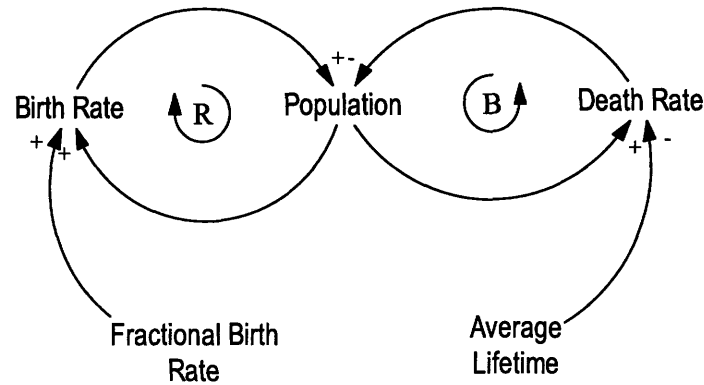 + -
Birth Rate
R
Population
B
Death Rate
+ +
+ -
Fractional Birth
Rate
Average
Lifetime